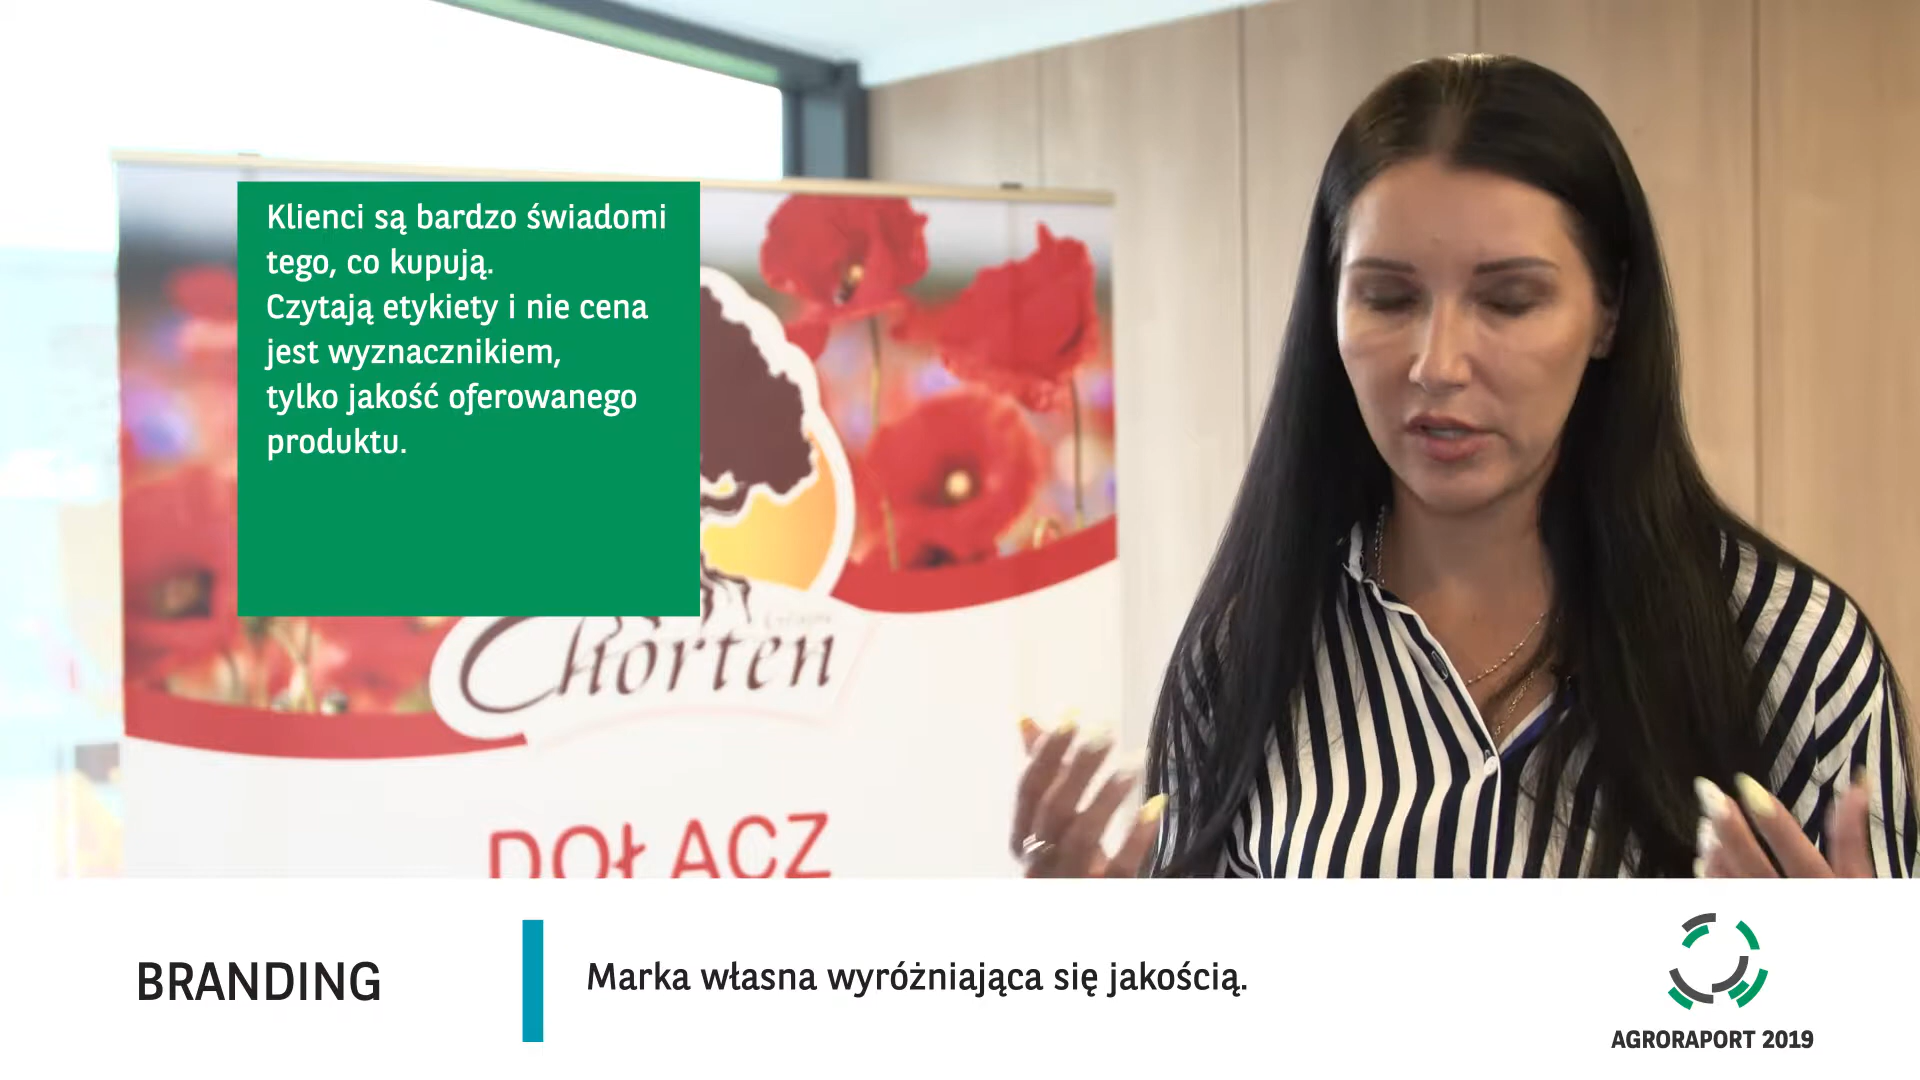 Klienci są bardzo świadomi
tego, co kupują.
Czytają etykiety i nie cena
jest wyznacznikiem,
tylko jakość oferowanego
produktu.
Chorten
DOŁĄCZ
BRANDING
Marka własna wyróżniająca się jakością.
AGRORAPORT 2019